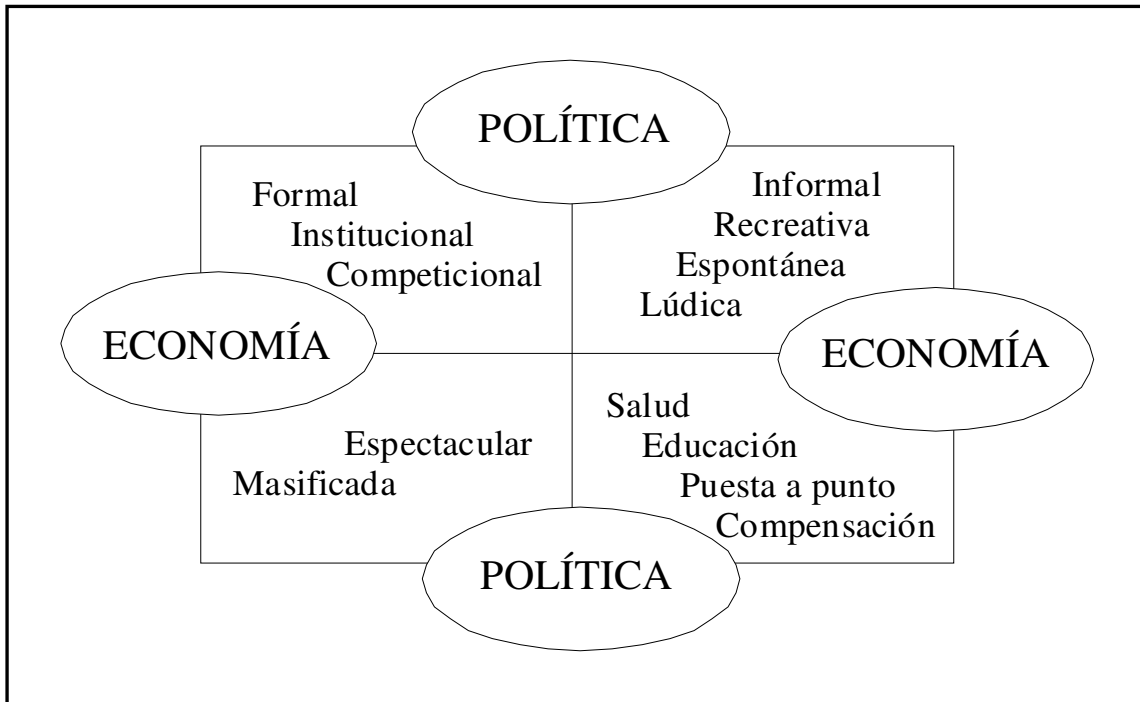 POLÍTICA
Formal
Institucional
Competicional
Informal
Recreativa
Espontánea
Lúdica
ECONOMÍA
ECONOMÍA
Espectacular
Masificada
Salud
Educación
Puesta a punto
Compensación
POLÍTICA